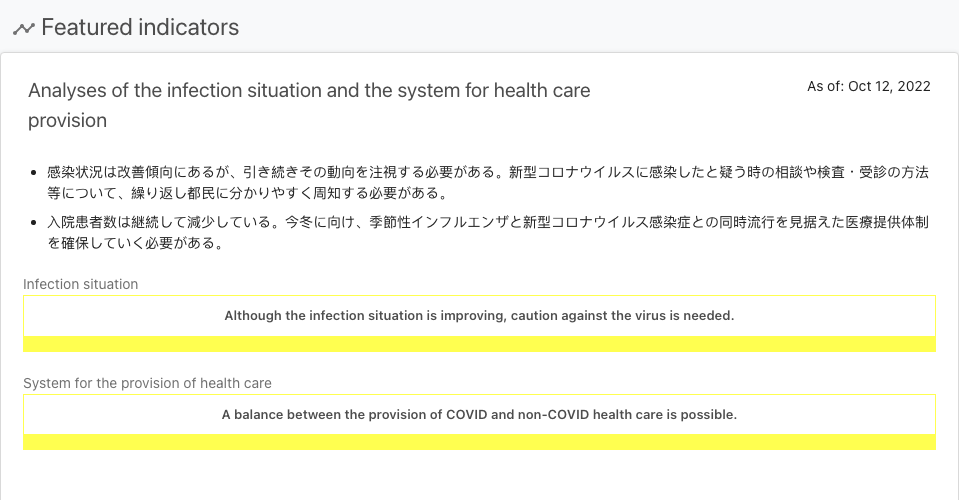 Featured indicators
Analyses of the infection situation and the system for health care
provision
As of: Oct 12, 2022
感染状況は改善傾向にあるが、引き続きその動向を注視する必要がある。新型コロナウイルスに感染したと疑う時の相談や検査・受診の方法
等について、繰り返し都民に分かりやすく周知する必要がある。
入院患者数は継続して減少している。今冬に向け、季節性インフルエンザと新型コロナウイルス感染症との同時流行を見据えた医療提供体制
を確保していく必要がある。
Infection situation
Although the infection situation is improving, caution against the virus is needed.
System for the provision of health care
A balance between the provision of COVID and non-COVID health care is possible.